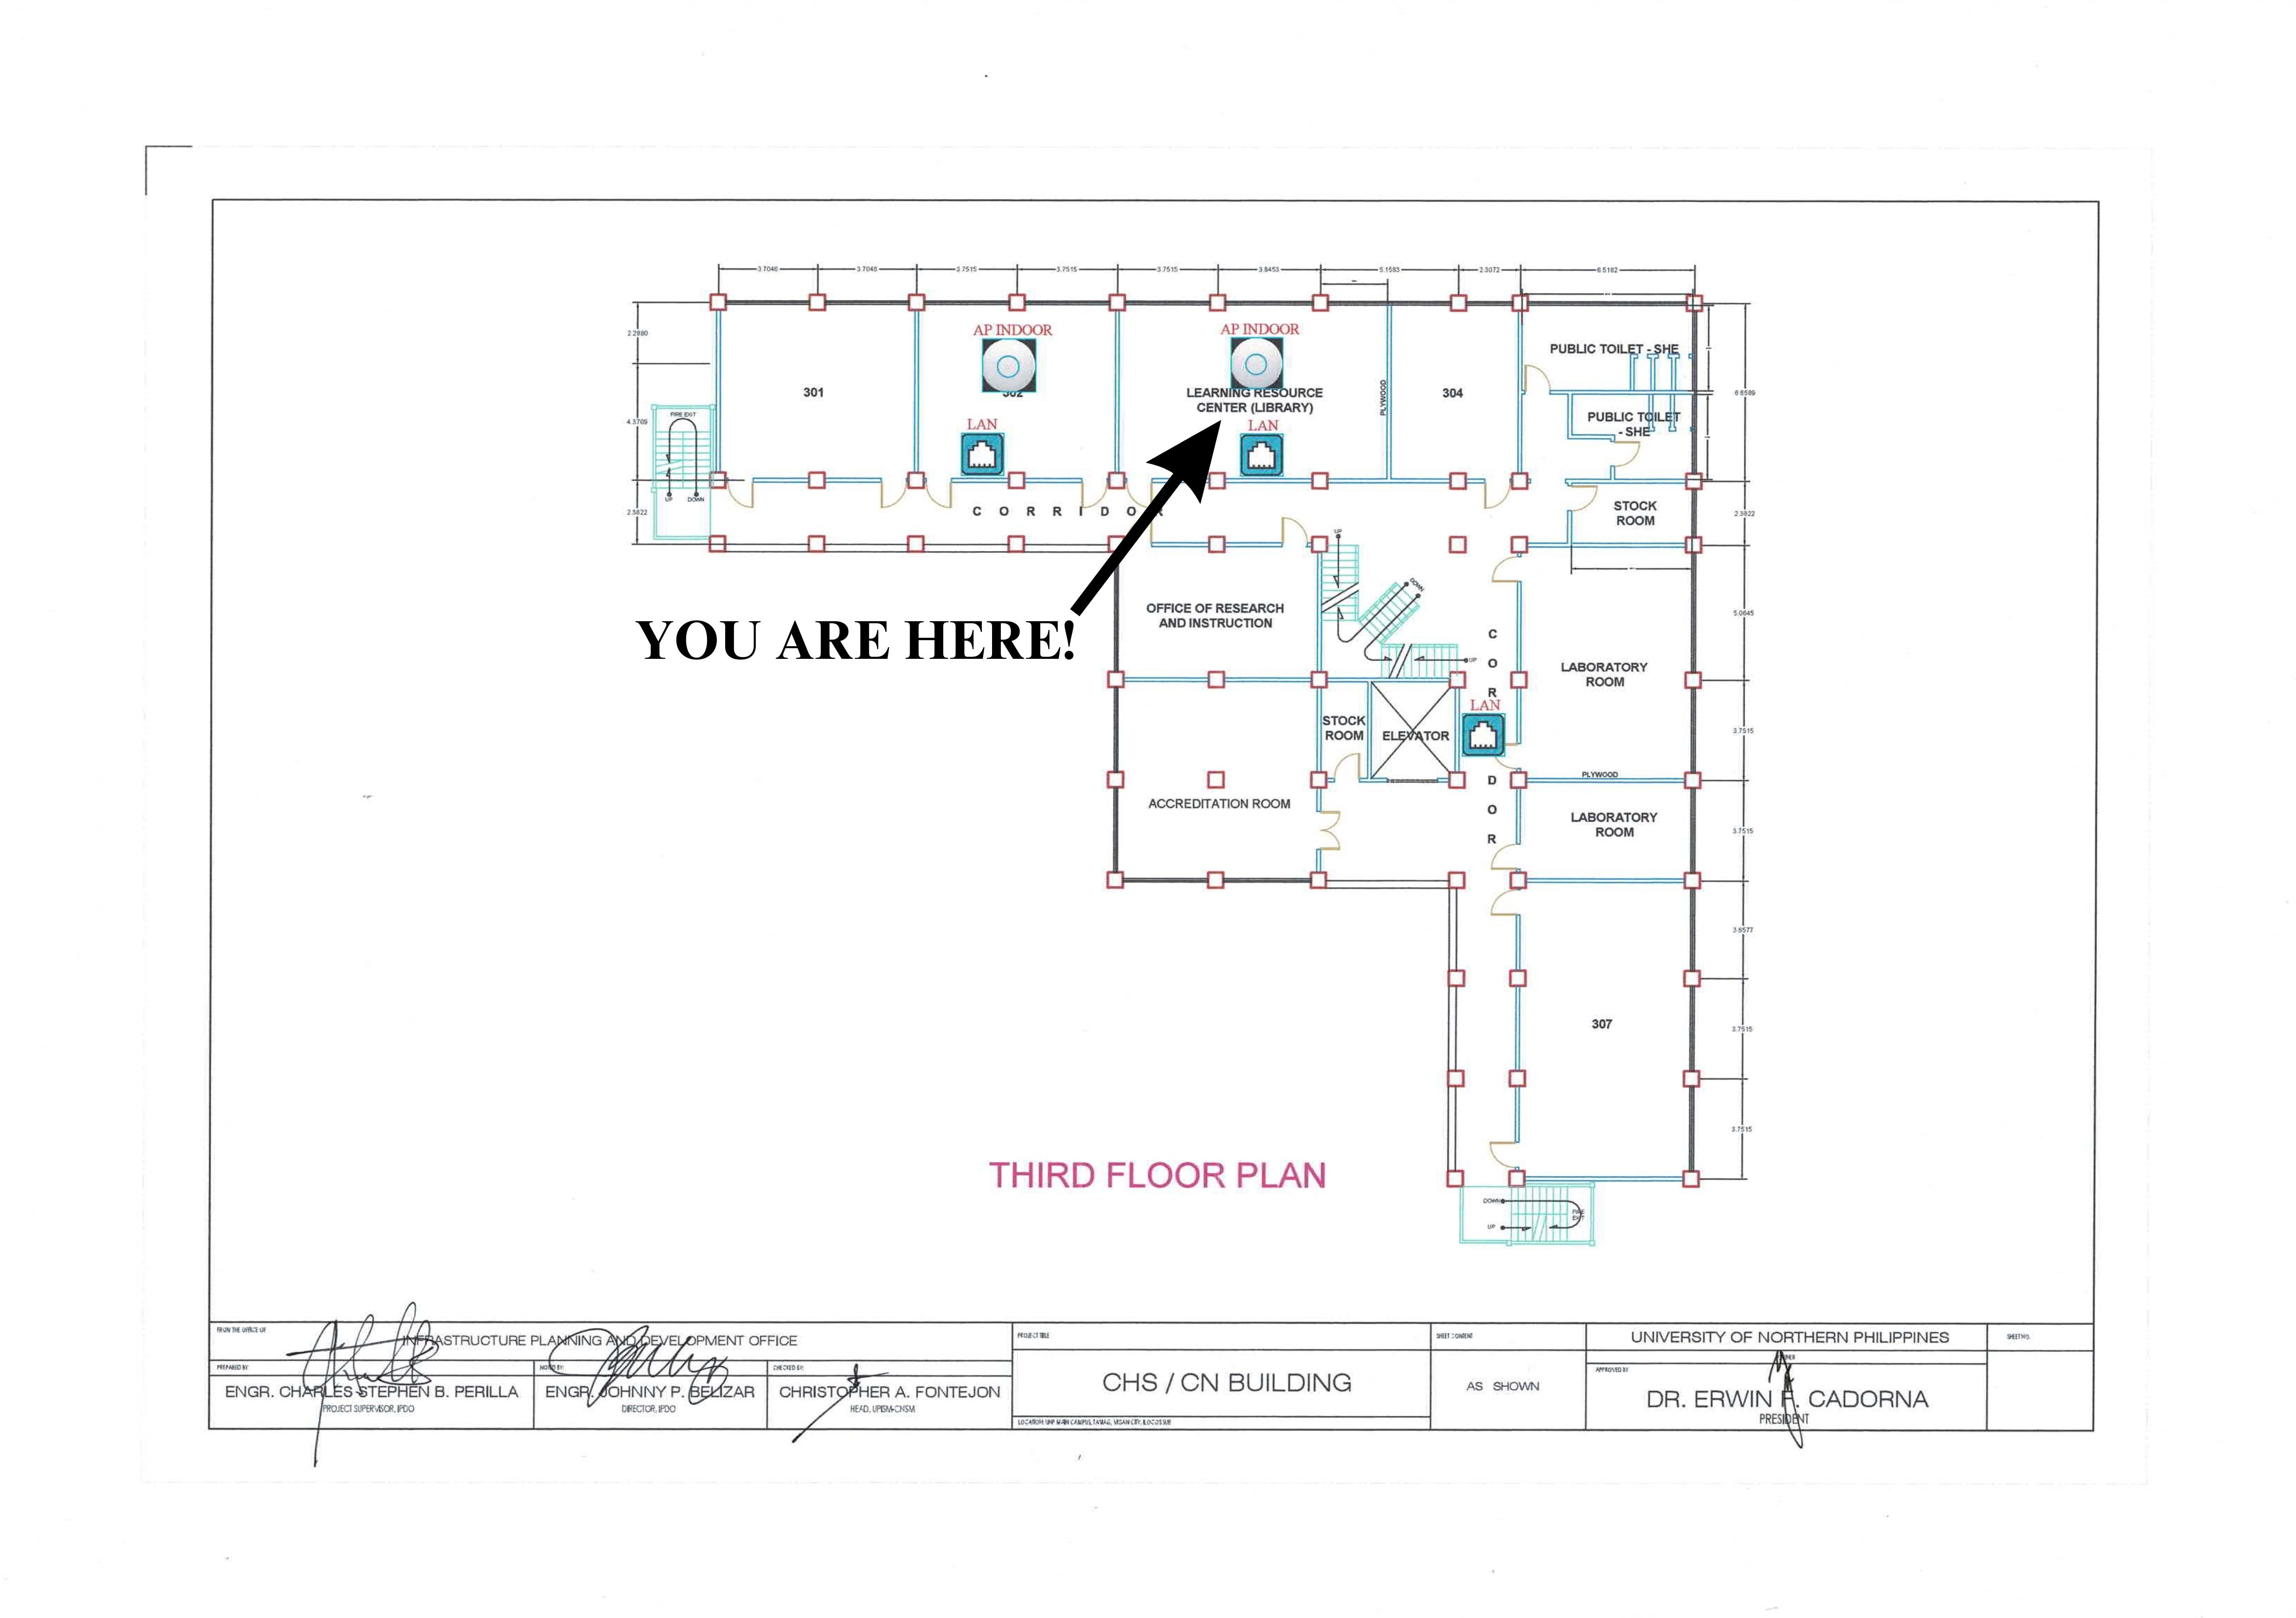 3.7046 3.7046 3.7515 3.7515 3.7515 3.8453 5.1583 2.3072 6.5182
2.2880
4.3709
2.3822
AP INDOOR
AP INDOOR
301
302
LEARNING RESOURCE
CENTER (LIBRARY)
PLYWOOD
304
PUBLIC TOILET - SHE
PUBLIC TOILET
- SHE
LAN
LAN
FIRE EXIT
UP DOWN
CORRIDOR
STOCK
ROOM
6.6589
2.3822
5.0645
3.7515
3.7515
3.8577
3.7515
3.7515
YOU ARE HERE!
OFFICE OF RESEARCH
AND INSTRUCTION
UP
DOWN
UP
CORRIDOR
LAN
LABORATORY
ROOM
STOCK
ROOM
ELEVATOR
PLYWOOD
ACCREDITATION ROOM
LABORATORY
ROOM
307
THIRD FLOOR PLAN
DOWN
UP
FIRE
EXIT
FROM THE OFFICE OF
INFRASTRUCTURE PLANNING AND DEVELOPMENT OFFICE
PREPARED BY:
ENGR. CHARLES STEPHEN B. PERILLA
PROJECT SUPERVISOR, IPDO
NOTED BY:
ENGR. JOHNNY P. BELIZAR
DIRECTOR, IPDO
CHECKED BY:
CHRISTOPHER A. FONTEJON
HEAD, UPISM-CNSM
PROJECT TITLE
CHS / CN BUILDING
LOCATION: UNP MAIN CAMPUS, TAMAG, VIGAN CITY, ILOCOS SUR
SHEET CONTENT
AS SHOWN
UNIVERSITY OF NORTHERN PHILIPPINES
OWNER
APPROVED BY
DR. ERWIN F. CADORNA
PRESIDENT
SHEET NO.